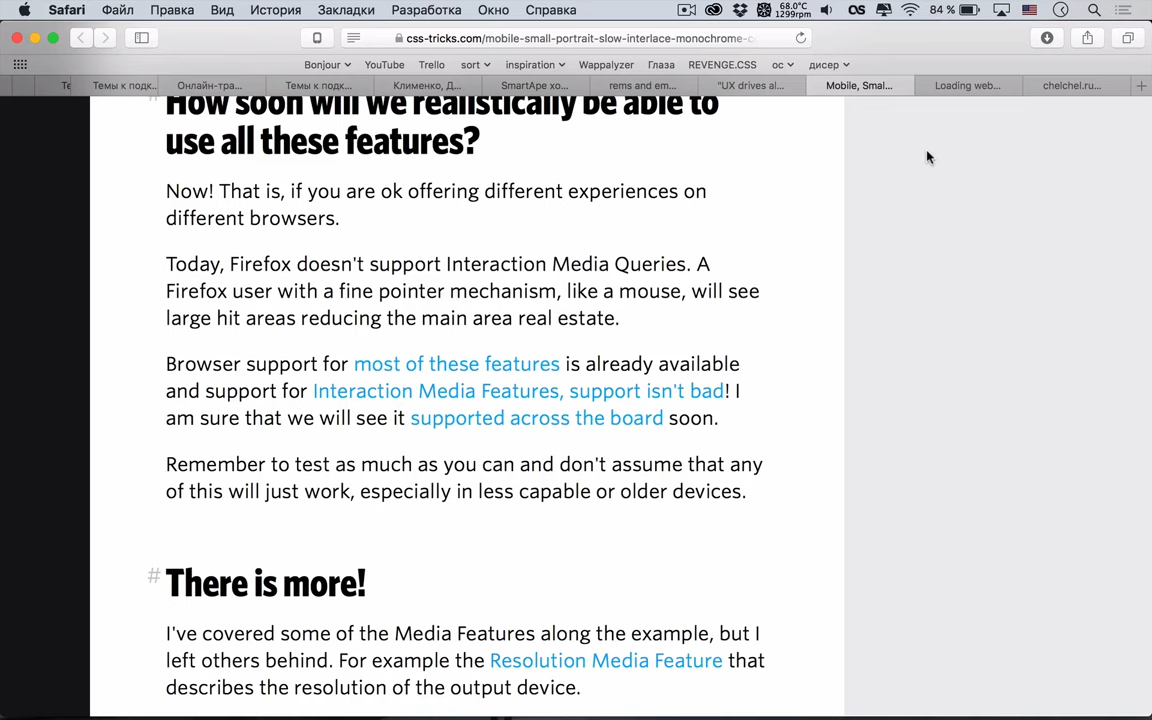 Safari Файл Правка Вид История Закладки Разработка Окно Справка 68.0°C 1299rpm 84 %
css-tricks.com/mobile-small-portrait-slow-interlace-monochrome-c
Bonjour YouTube Trello sort inspiration Wappalyzer Глаза REVENGE.CSS ос дисер
Те Темы к подк. Онлайн-тра... Темы к подк... Клименко, Д... SmartApe хо... rems and em... "UX drives al... Mobile, Smal... Loading web... chelchel.ru...
How soon will we realistically be able to
use all these features?
Now! That is, if you are ok offering different experiences on
different browsers.
Today, Firefox doesn't support Interaction Media Queries. A
Firefox user with a fine pointer mechanism, like a mouse, will see
large hit areas reducing the main area real estate.
Browser support for most of these features is already available
and support for Interaction Media Features, support isn't bad! I
am sure that we will see it supported across the board soon.
Remember to test as much as you can and don't assume that any
of this will just work, especially in less capable or older devices.
# There is more!
I've covered some of the Media Features along the example, but I
left others behind. For example the Resolution Media Feature that
describes the resolution of the output device.